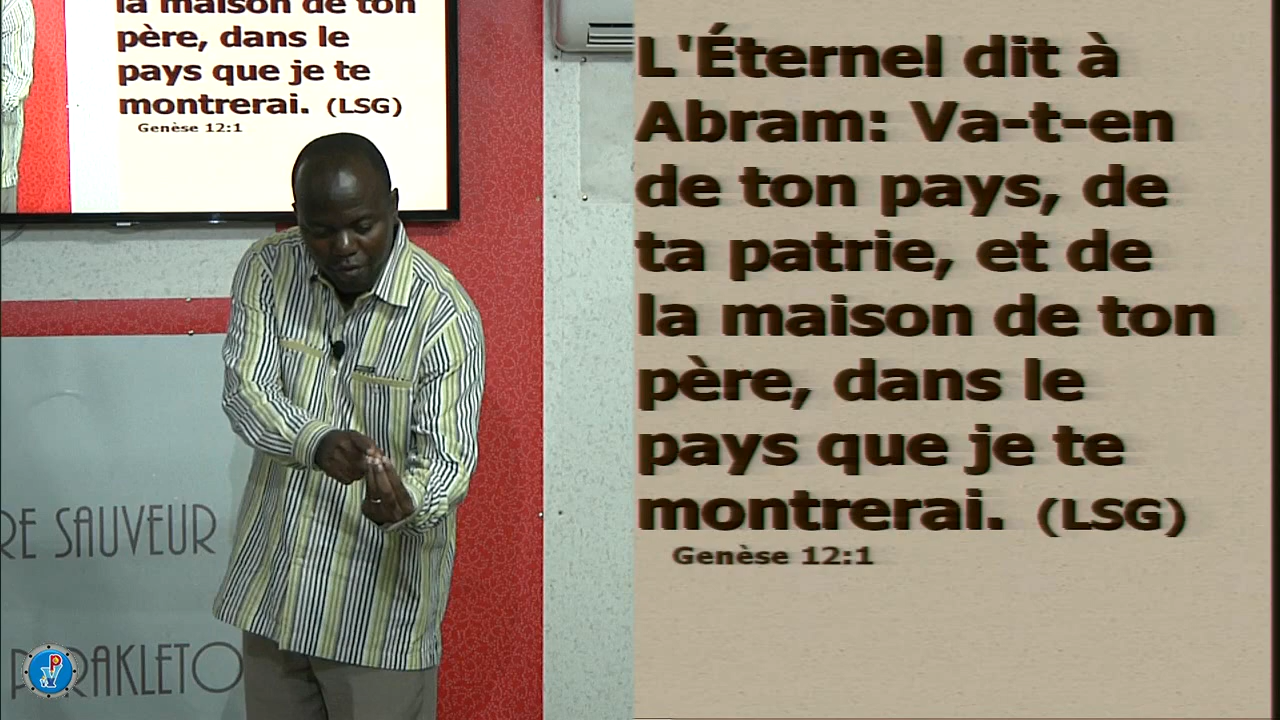 la maison de ton
père, dans le
pays que je te
montrerai. (LSG)
Genèse 12:1
RE SAUVEUR
PARAKLETO
L'Éternel dit à
Abram: Va-t-en
de ton pays, de
ta patrie, et de
la maison de ton
père, dans le
pays que je te
montrerai. (LSG)
Genèse 12:1